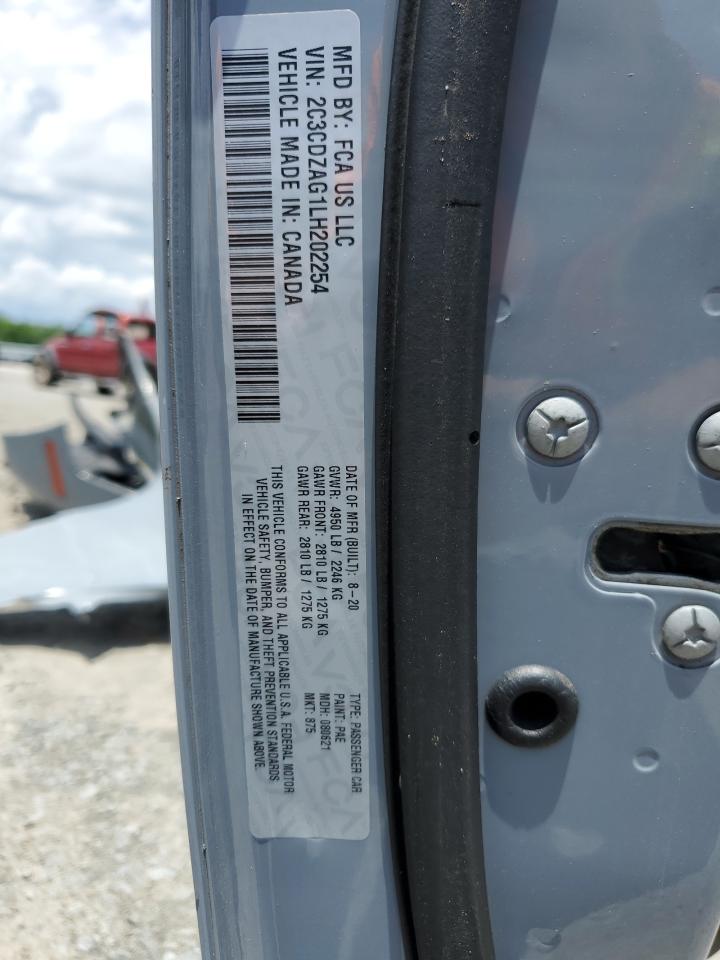 MFD BY: FCA US LLC
VIN: 2C3CDZAG1LH202254
VEHICLE MADE IN: CANADA
DATE OF MFR (BUILT): 8-20
GVWR: 4950 LB / 2246 KG
GAWR FRONT: 2810 LB / 1275 KG
GAWR REAR: 2810 LB / 1275 KG
TYPE: PASSENGER CAR
PAINT: PAE
MDH: 080621
MKT: 875
THIS VEHICLE CONFORMS TO ALL APPLICABLE U.S.A. FEDERAL MOTOR
VEHICLE SAFETY, BUMPER, AND THEFT PREVENTION STANDARDS
IN EFFECT ON THE DATE OF MANUFACTURE SHOWN ABOVE.